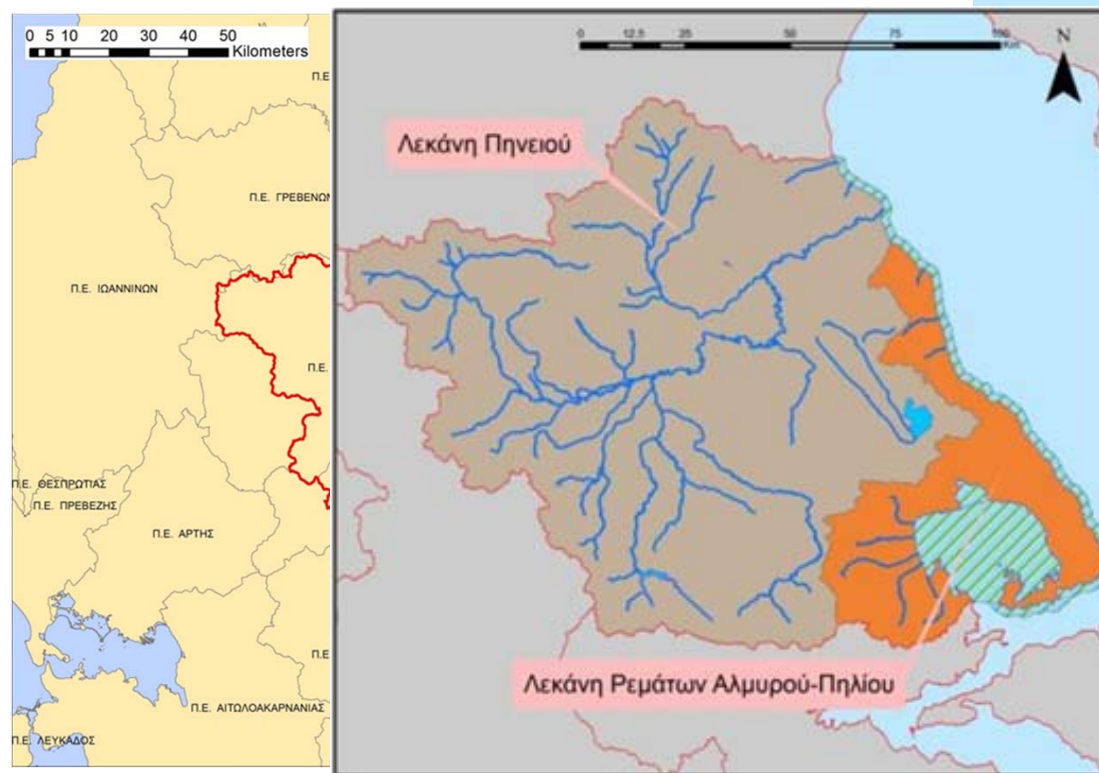 0 5 10 20 30 40 50
Kilometers
Π.Ε
Π.Ε. ΓΡΕΒΕΝΩΝ
Π.Ε. ΙΩΑΝΝΙΝΩΝ
Π.Ε.
Π.Ε. ΘΕΣΠΡΩΤΙΑΣ
Π.Ε. ΠΡΕΒΕΖΗΣ
Π.Ε. ΑΡΤΗΣ
Π.Ε
Π.Ε. ΑΙΤΩΛΟΑΚΑΡΝΑΝΙΑΣ
Π.Ε. ΛΕΥΚΑΔΟΣ
0 12,5 25 50 75 100
Km
N
Λεκάνη Πηνειού
Λεκάνη Ρεμάτων Αλμυρού-Πηλίου